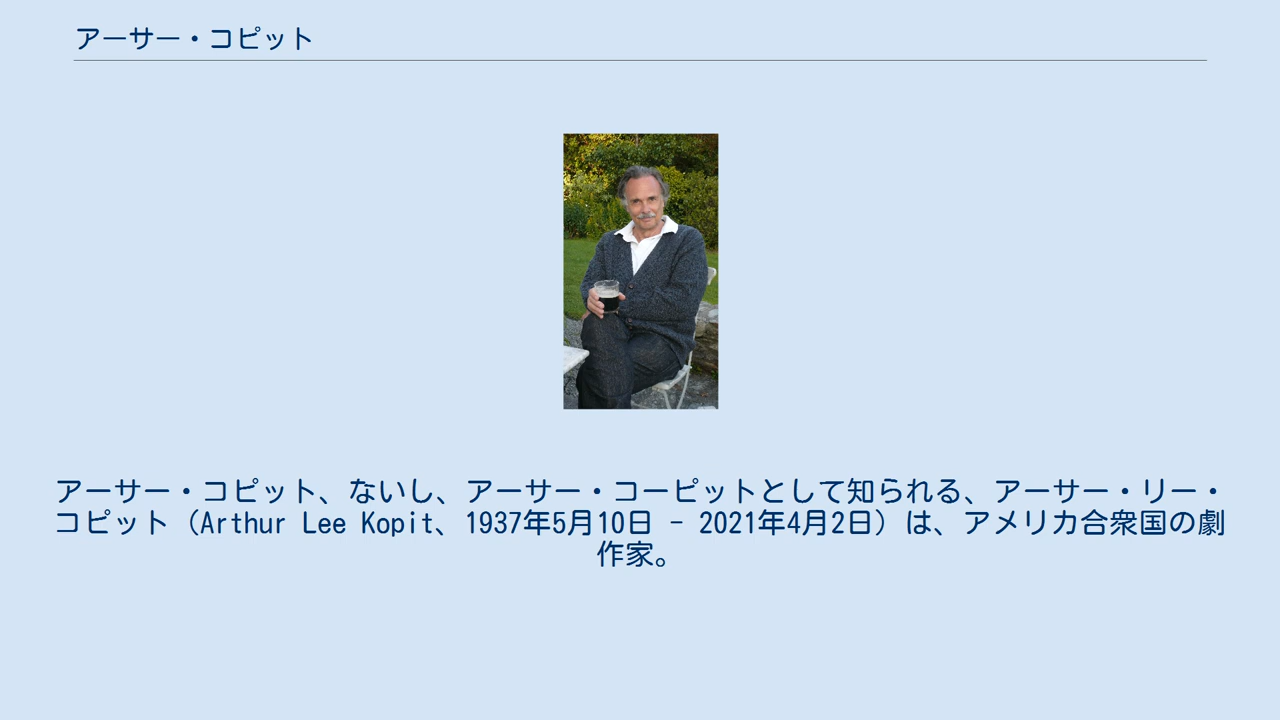 アーサー・コピット
アーサー・コピット、ないし、アーサー・コーピットとして知られる、アーサー・リー・
コピット（Arthur Lee Kopit、1937年5月10日 - 2021年4月2日）は、アメリカ合衆国の劇
作家。